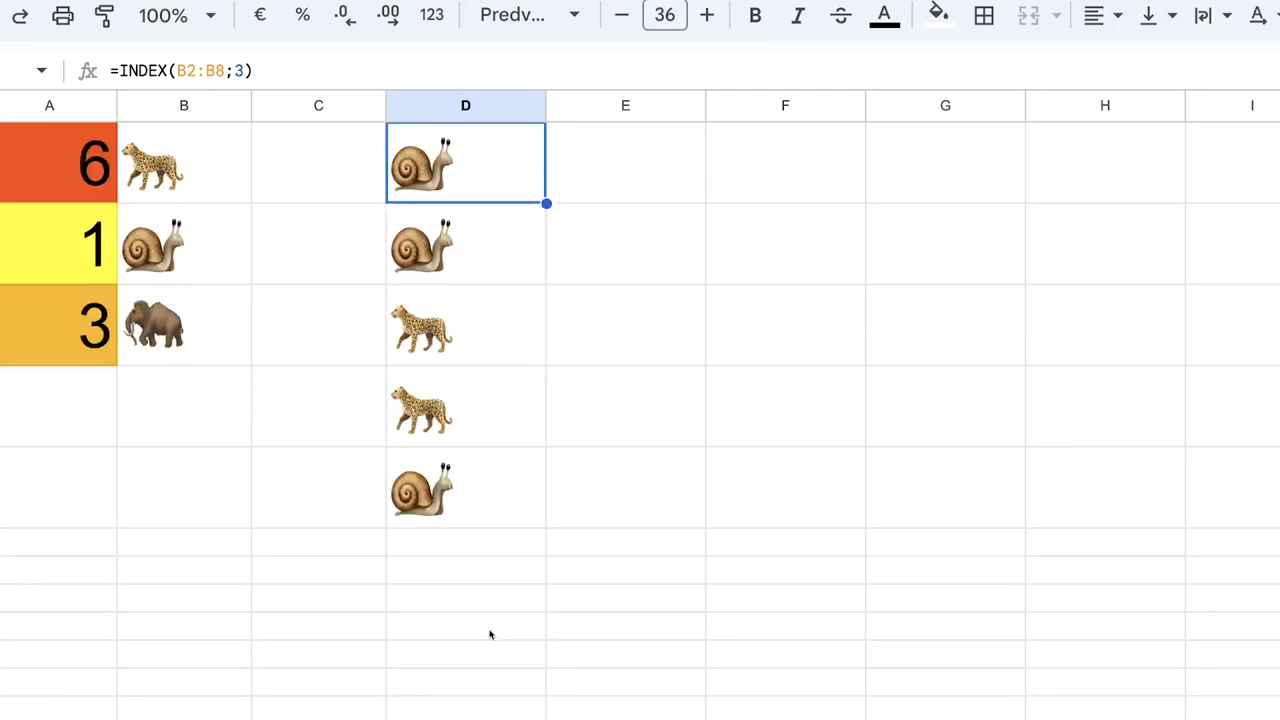 100% € % .0 .00 123 Predv... − 36 + B I A A
fx =INDEX(B2:B8;3)
A B C D E F G H I
6
1
3